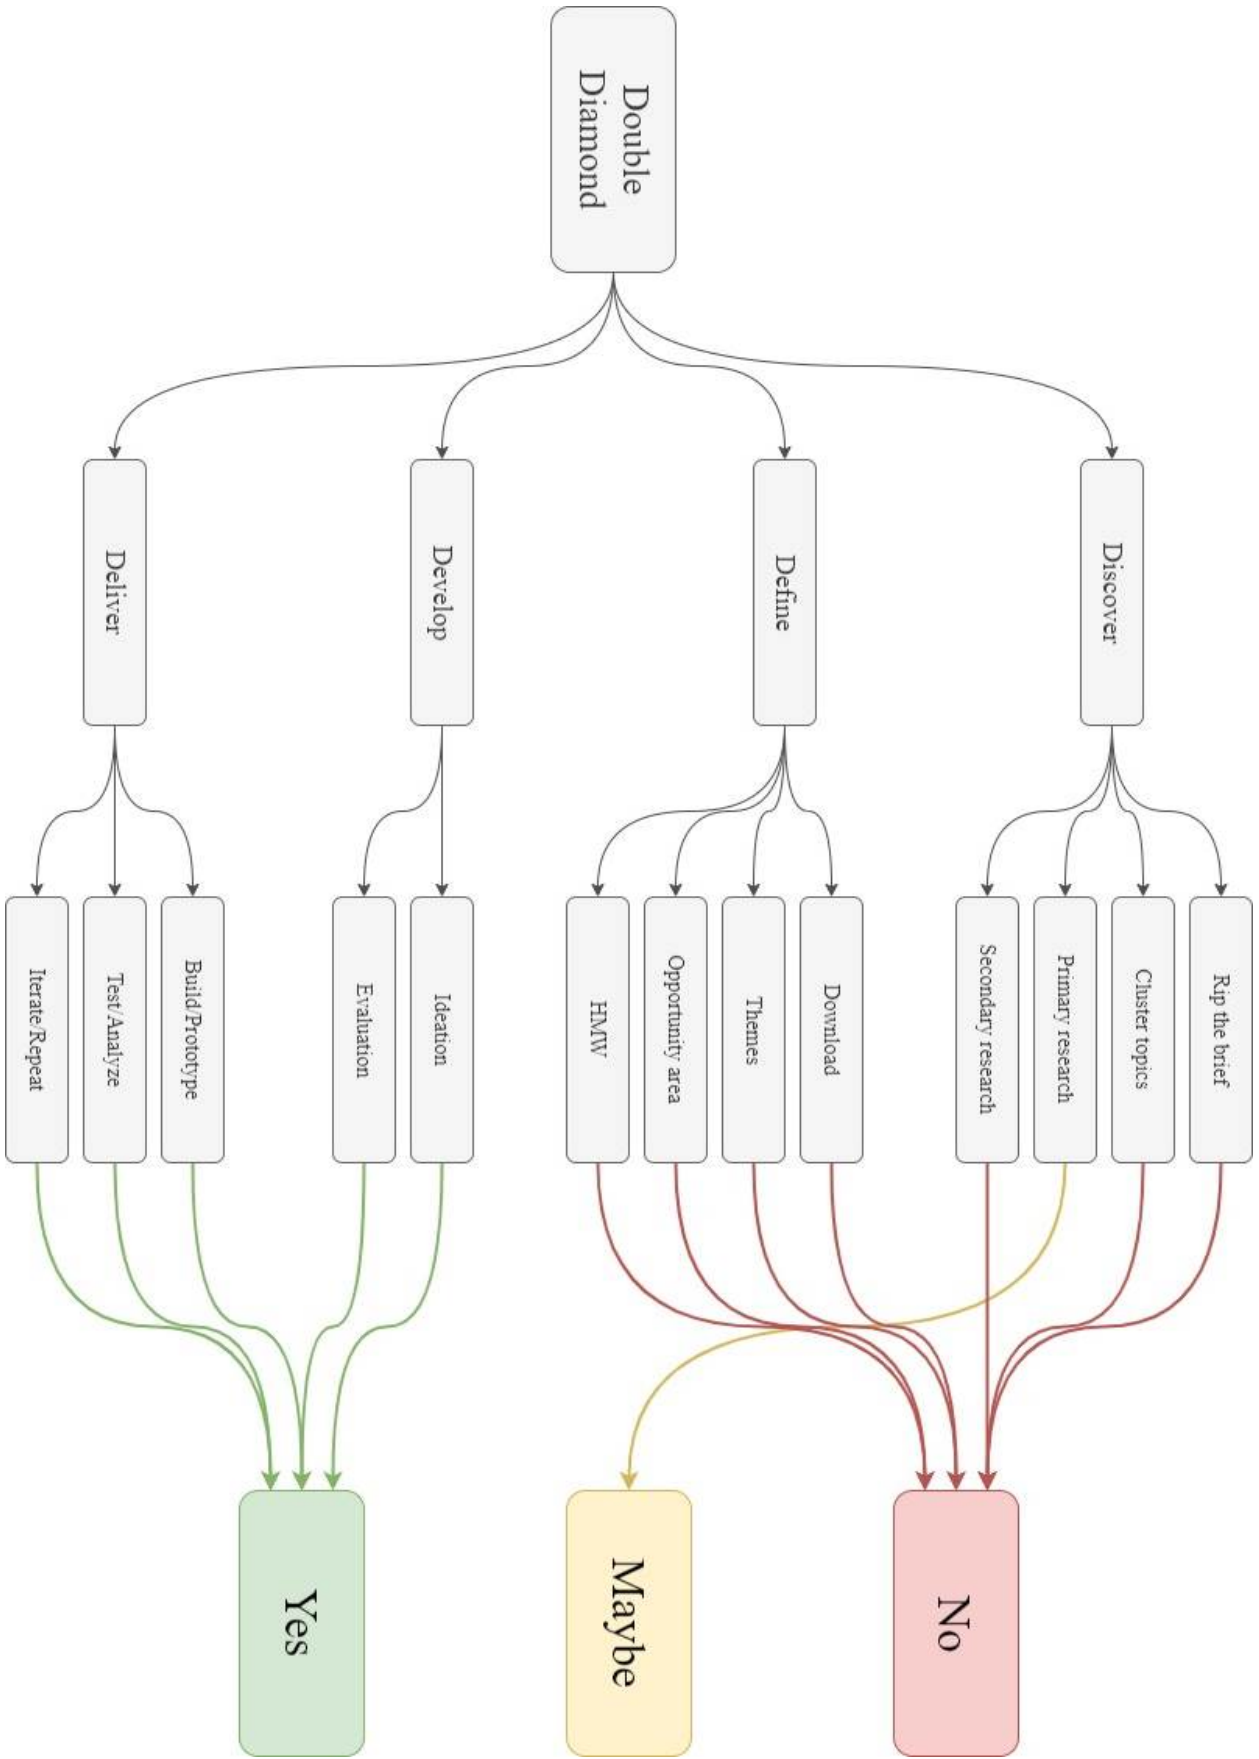 Double
Diamond
Discover
Define
Develop
Deliver
Rip the brief
Cluster topics
Primary research
Secondary research
Download
Themes
Opportunity area
HMW
Ideation
Evaluation
Build/Prototype
Test/Analyze
Iterate/Repeat
No
Maybe
Yes